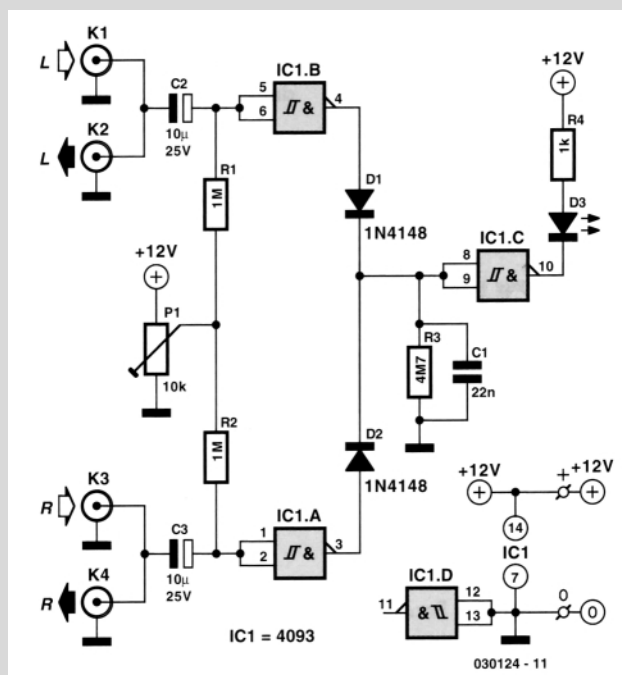 K1
L
K2
L
C2
10µ
25V
IC1.B
5
6
&
4
R1
1M
D1
1N4148
+12V
R4
1k
D3
IC1.C
8
9
&
10
+12V
P1
10k
R3
4M7
C1
22n
R2
1M
D2
1N4148
K3
R
K4
R
C3
10µ
25V
IC1.A
1
2
&
3
IC1 = 4093
+12V
+
+12V
14
IC1
7
IC1.D
11
&
12
13
0
0
030124 - 11